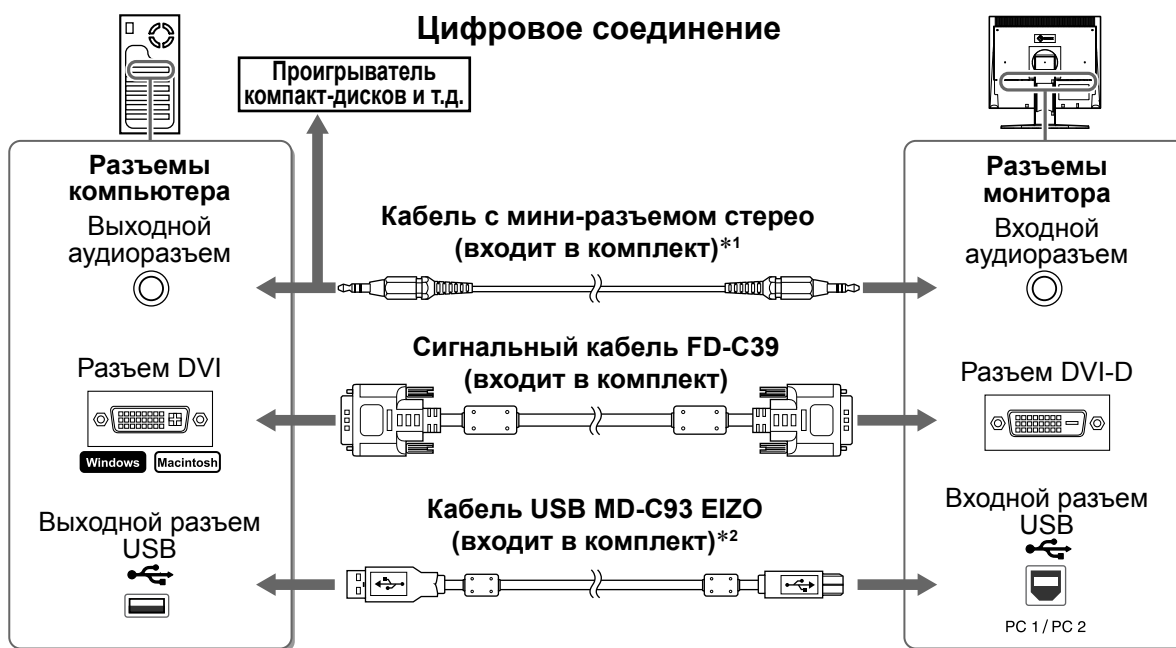 Цифровое соединение
Проигрыватель
компакт-дисков и т.д.
Разъемы
компьютера
Выходной
аудиоразъем
Кабель с мини-разъемом стерео
(входит в комплект)*1
Разъемы
монитора
Входной
аудиоразъем
Разъем DVI
Windows Macintosh
Сигнальный кабель FD-C39
(входит в комплект)
Разъем DVI-D
Выходной разъем
USB
Кабель USB MD-C93 EIZO
(входит в комплект)*2
Входной разъем
USB
PC 1 / PC 2